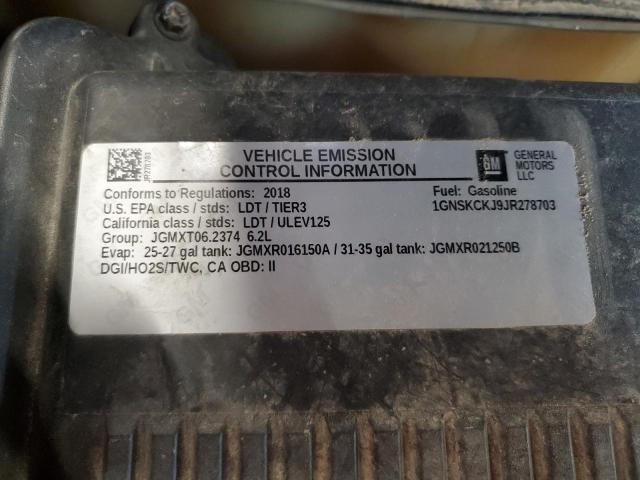 VEHICLE EMISSION
CONTROL INFORMATION
JR278703
GM
GENERAL
MOTORS
LLC
Conforms to Regulations: 2018
Fuel: Gasoline
U.S. EPA class / stds: LDT / TIER3
1GNSKCKJ9JR278703
California class / stds: LDT / ULEV125
Group: JGMXT06.2374 6.2L
Evap: 25-27 gal tank: JGMXR016150A / 31-35 gal tank: JGMXR021250B
DGI/HO2S/TWC, CA OBD: II